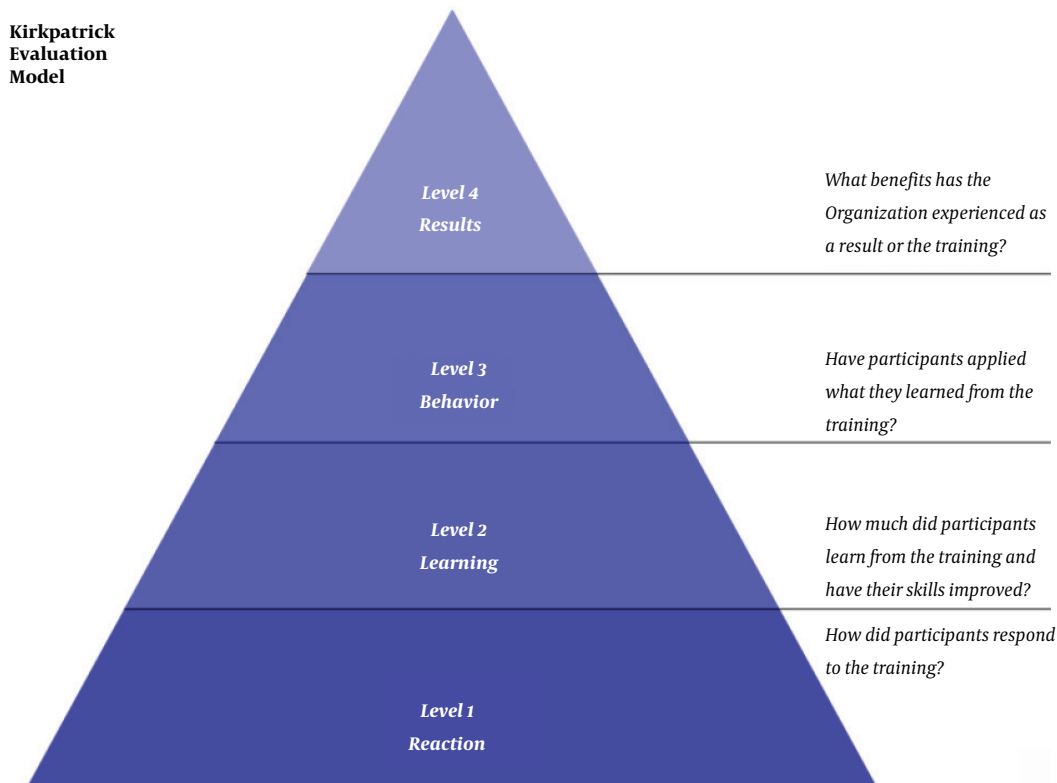 Kirkpatrick
Evaluation
Model
Level 4
Results
What benefits has the
Organization experienced as
a result or the training?
Level 3
Behavior
Have participants applied
what they learned from the
training?
Level 2
Learning
How much did participants
learn from the training and
have their skills improved?
Level 1
Reaction
How did participants respond
to the training?